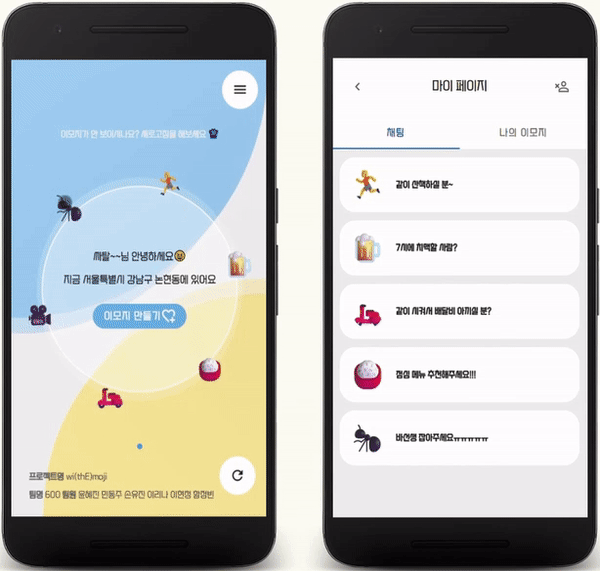 이모지가 안 보이시나요? 새로고침을 해보세요
님 안녕하세요
지금 서울특별시 강남구 논현동에 있어요
이모지 만들기
프로젝트명 wi(thE)moji
팀명 600 팀원 윤혜진 민동주 손유진 이리나 이현정 함정빈
마이 페이지
채팅
나의 이모지
같이 산책하실 분~
7시에 치맥할 사람?
같이 시켜서 배달비 아끼실 분?
점심 메뉴 추천해주세요!!!
바선생 잡아주세요ㅠㅠㅠㅠㅠ